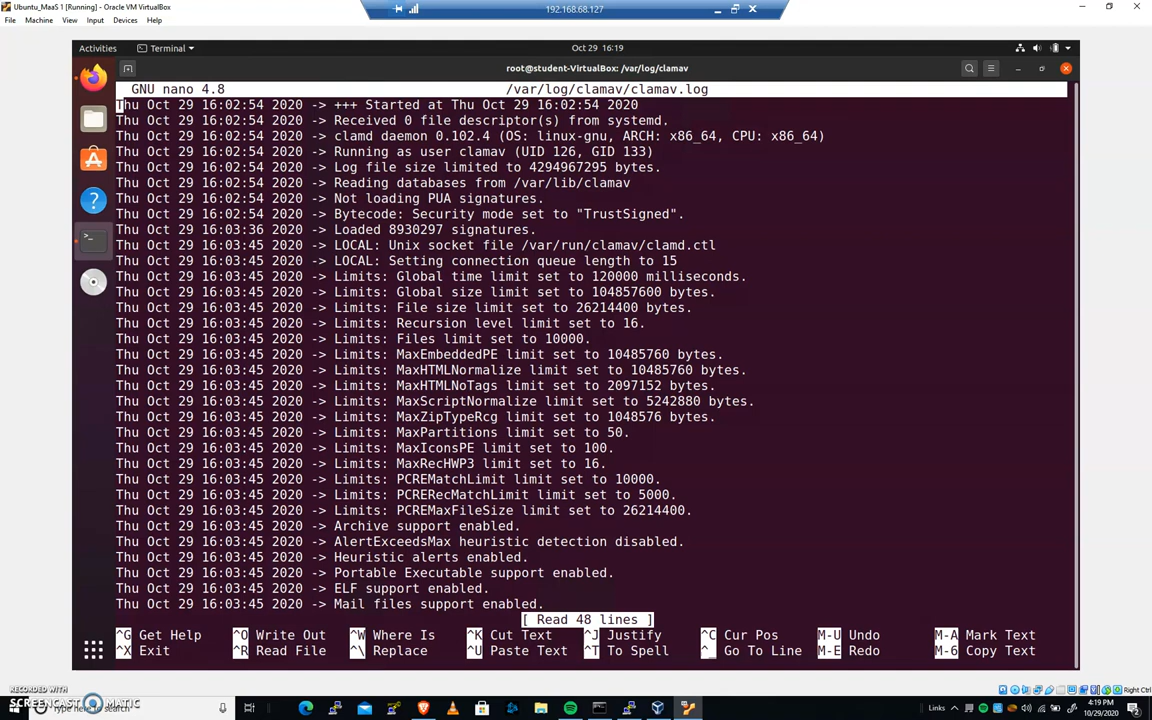 Ubuntu_MaaS 1 [Running] - Oracle VM VirtualBox
192.168.68.127
File Machine View Input Devices Help
Activities Terminal Oct 29 16:19
root@student-VirtualBox: /var/log/clamav
GNU nano 4.8 /var/log/clamav/clamav.log
Thu Oct 29 16:02:54 2020 -> +++ Started at Thu Oct 29 16:02:54 2020
Thu Oct 29 16:02:54 2020 -> Received 0 file descriptor(s) from systemd.
Thu Oct 29 16:02:54 2020 -> clamd daemon 0.102.4 (OS: linux-gnu, ARCH: x86_64, CPU: x86_64)
Thu Oct 29 16:02:54 2020 -> Running as user clamav (UID 126, GID 133)
Thu Oct 29 16:02:54 2020 -> Log file size limited to 4294967295 bytes.
Thu Oct 29 16:02:54 2020 -> Reading databases from /var/lib/clamav
Thu Oct 29 16:02:54 2020 -> Not loading PUA signatures.
Thu Oct 29 16:02:54 2020 -> Bytecode: Security mode set to "TrustSigned".
Thu Oct 29 16:03:36 2020 -> Loaded 8930297 signatures.
Thu Oct 29 16:03:45 2020 -> LOCAL: Unix socket file /var/run/clamav/clamd.ctl
Thu Oct 29 16:03:45 2020 -> LOCAL: Setting connection queue length to 15
Thu Oct 29 16:03:45 2020 -> Limits: Global time limit set to 120000 milliseconds.
Thu Oct 29 16:03:45 2020 -> Limits: Global size limit set to 104857600 bytes.
Thu Oct 29 16:03:45 2020 -> Limits: File size limit set to 26214400 bytes.
Thu Oct 29 16:03:45 2020 -> Limits: Recursion level limit set to 16.
Thu Oct 29 16:03:45 2020 -> Limits: Files limit set to 10000.
Thu Oct 29 16:03:45 2020 -> Limits: MaxEmbeddedPE limit set to 10485760 bytes.
Thu Oct 29 16:03:45 2020 -> Limits: MaxHTMLNormalize limit set to 10485760 bytes.
Thu Oct 29 16:03:45 2020 -> Limits: MaxHTMLNoTags limit set to 2097152 bytes.
Thu Oct 29 16:03:45 2020 -> Limits: MaxScriptNormalize limit set to 5242880 bytes.
Thu Oct 29 16:03:45 2020 -> Limits: MaxZipTypeRcg limit set to 1048576 bytes.
Thu Oct 29 16:03:45 2020 -> Limits: MaxPartitions limit set to 50.
Thu Oct 29 16:03:45 2020 -> Limits: MaxIconsPE limit set to 100.
Thu Oct 29 16:03:45 2020 -> Limits: MaxRecHWP3 limit set to 16.
Thu Oct 29 16:03:45 2020 -> Limits: PCREMatchLimit limit set to 10000.
Thu Oct 29 16:03:45 2020 -> Limits: PCRERecMatchLimit limit set to 5000.
Thu Oct 29 16:03:45 2020 -> Limits: PCREMaxFileSize limit set to 26214400.
Thu Oct 29 16:03:45 2020 -> Archive support enabled.
Thu Oct 29 16:03:45 2020 -> AlertExceedsMax heuristic detection disabled.
Thu Oct 29 16:03:45 2020 -> Heuristic alerts enabled.
Thu Oct 29 16:03:45 2020 -> Portable Executable support enabled.
Thu Oct 29 16:03:45 2020 -> ELF support enabled.
Thu Oct 29 16:03:45 2020 -> Mail files support enabled.
[ Read 48 lines ]
^G Get Help ^O Write Out ^W Where Is ^K Cut Text ^J Justify ^C Cur Pos M-U Undo M-A Mark Text
^X Exit ^R Read File ^\ Replace ^U Paste Text ^T To Spell ^_ Go To Line M-E Redo M-6 Copy Text
Right Ctrl
RECORDED WITH
SCREENCAST MATIC
Type here to search
Links
4:19 PM
10/29/2020
2